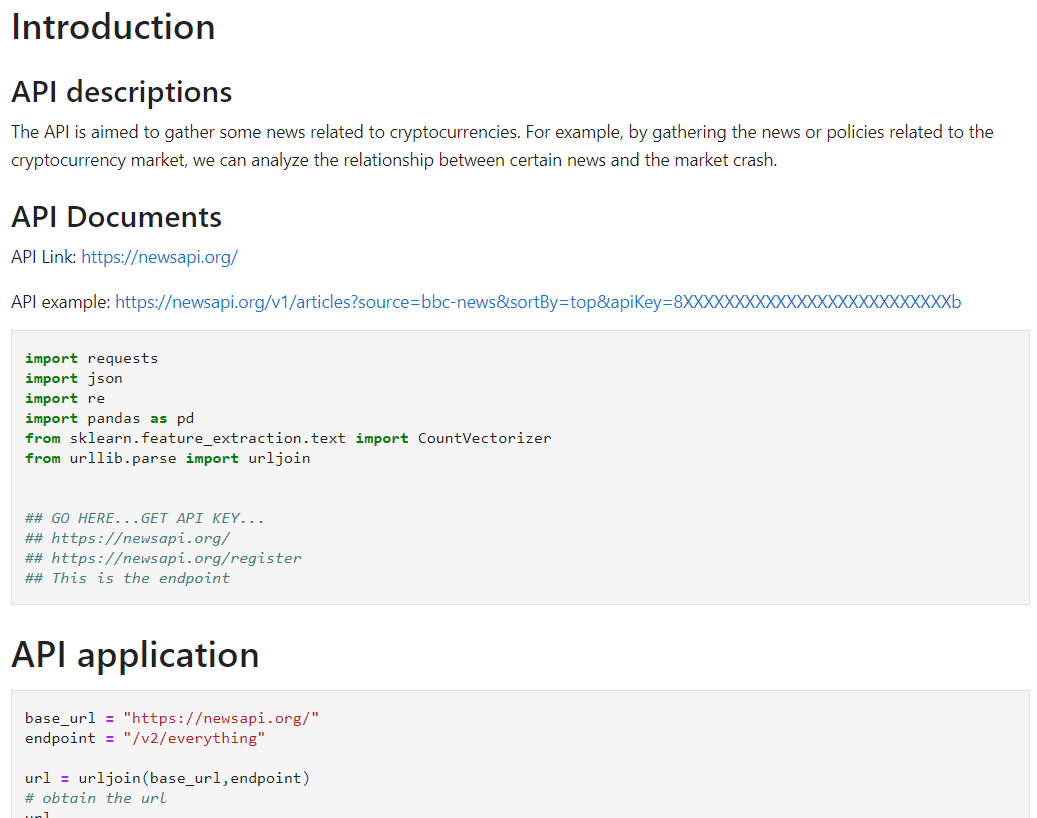 Introduction
API descriptions
The API is aimed to gather some news related to cryptocurrencies. For example, by gathering the news or policies related to the
cryptocurrency market, we can analyze the relationship between certain news and the market crash.
API Documents
API Link: https://newsapi.org/
API example: https://newsapi.org/v1/articles?source=bbc-news&sortBy=top&apiKey=8XXXXXXXXXXXXXXXXXXXXXXXXXXb
import requests
import json
import re
import pandas as pd
from sklearn.feature_extraction.text import CountVectorizer
from urllib.parse import urljoin
## GO HERE...GET API KEY...
## https://newsapi.org/
## https://newsapi.org/register
## This is the endpoint
API application
base_url = "https://newsapi.org/"
endpoint = "/v2/everything"
url = urljoin(base_url,endpoint)
# obtain the url
url